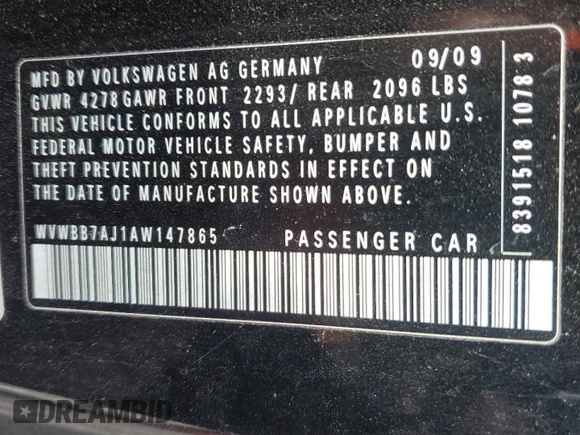 MFD BY VOLKSWAGEN AG GERMANY 09/09
GVWR 4278 GAWR FRONT 2293/ REAR 2096 LBS
THIS VEHICLE CONFORMS TO ALL APPLICABLE U.S.
FEDERAL MOTOR VEHICLE SAFETY, BUMPER AND
THEFT PREVENTION STANDARDS IN EFFECT ON
THE DATE OF MANUFACTURE SHOWN ABOVE.
WVWBB7AJ1AW147865 PASSENGER CAR
8391518 1078 3
DREAMBID